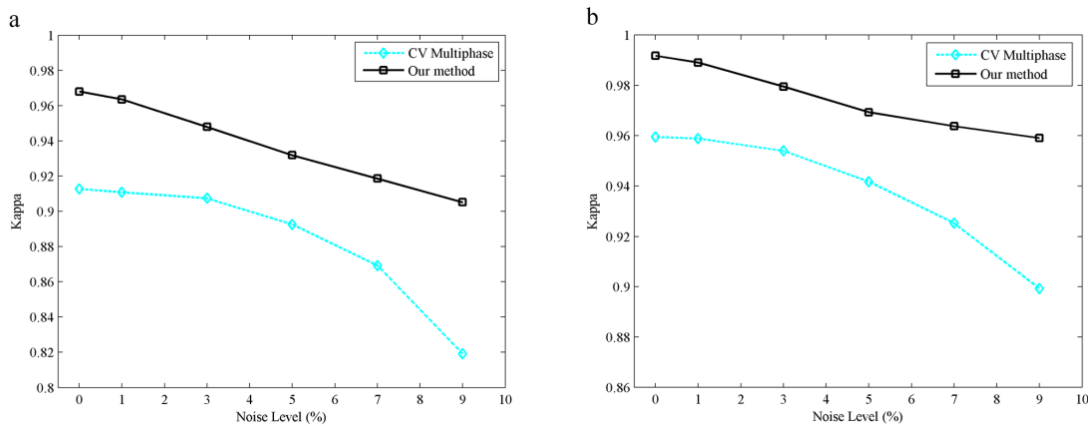 a
1
0.98
0.96
0.94
0.92
0.9
0.88
0.86
0.84
0.82
0.8
Kappa
CV Multiphase
Our method
0 1 2 3 4 5 6 7 8 9 10
Noise Level (%)
b
1
0.98
0.96
0.94
0.92
0.9
0.88
0.86
Kappa
CV Multiphase
Our method
0 1 2 3 4 5 6 7 8 9 10
Noise Level (%)